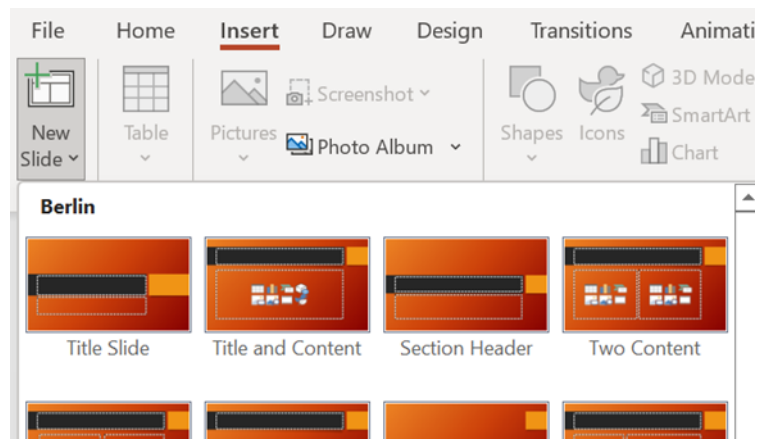 File Home Insert Draw Design Transitions Animati
New Slide
Table
Pictures
Screenshot
Photo Album
Shapes
Icons
3D Mode
SmartArt
Chart
Berlin
Title Slide Title and Content Section Header Two Content